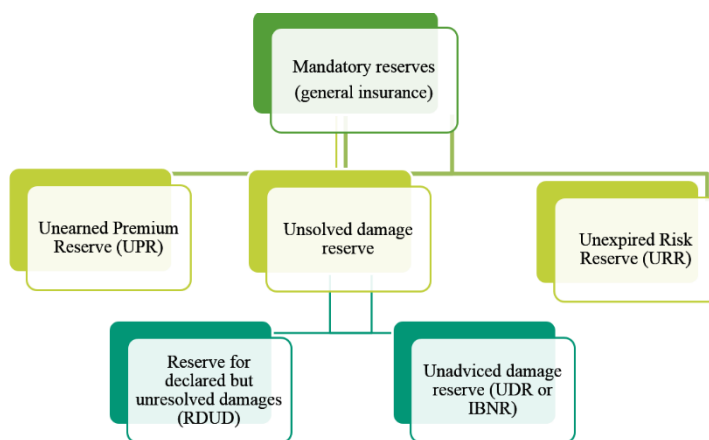 Mandatory reserves
(general insurance)
Unearned Premium
Reserve (UPR)
Unsolved damage
reserve
Unexpired Risk
Reserve (URR)
Reserve for
declared but
unresolved damages
(RDUD)
Unadviced damage
reserve (UDR or
IBNR)